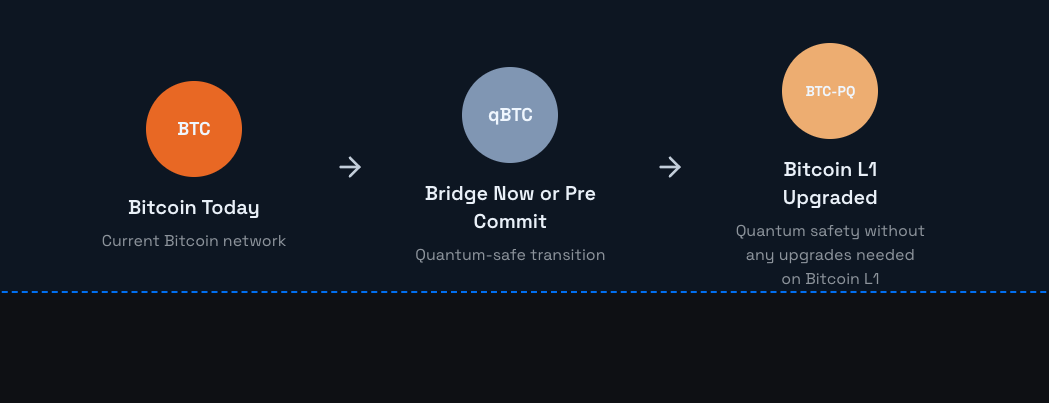 BTC
Bitcoin Today
Current Bitcoin network
qBTC
Bridge Now or Pre
Commit
Quantum-safe transition
BTC-PQ
Bitcoin L1
Upgraded
Quantum safety without
any upgrades needed
on Bitcoin L1